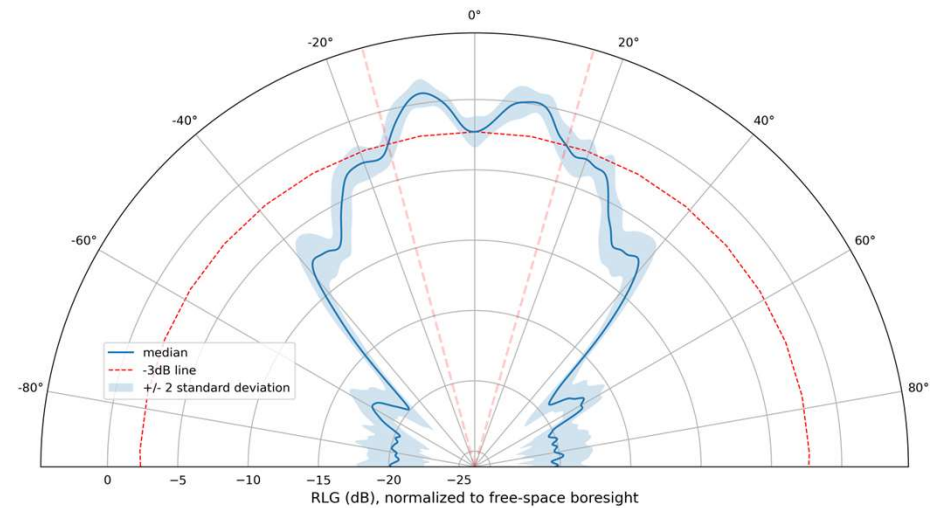 0°
-20°
20°
-40°
40°
-60°
60°
-80°
80°
median
-3dB line
+/- 2 standard deviation
0 −5 −10 −15 −20 −25
RLG (dB), normalized to free-space boresight